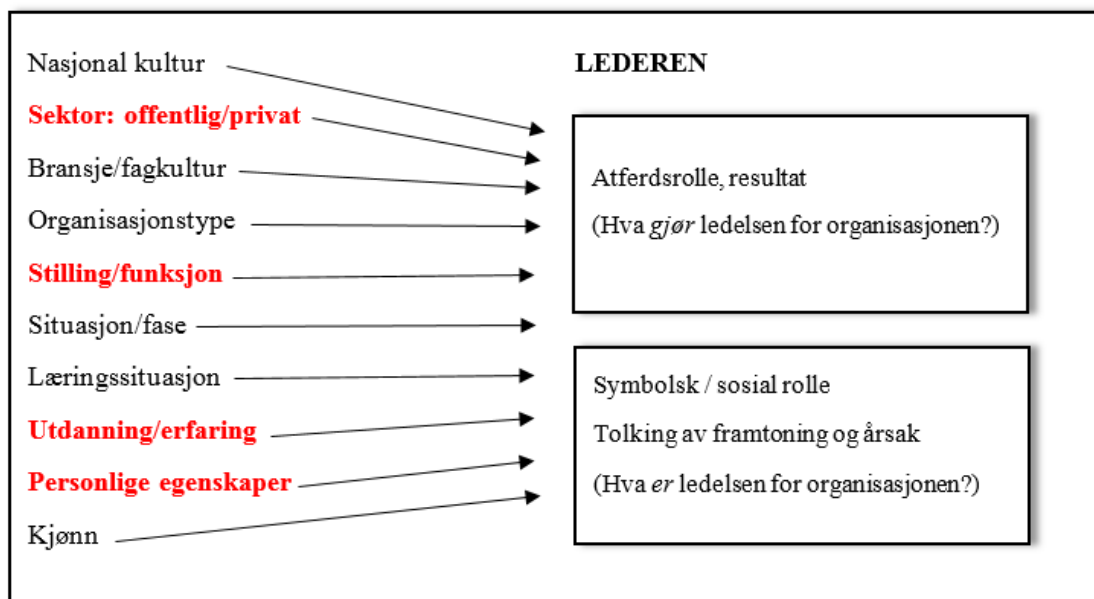 Nasjonal kultur
Sektor: offentlig/privat
Bransje/fagkultur
Organisasjonstype
Stilling/funksjon
Situasjon/fase
Læringssituasjon
Utdanning/erfaring
Personlige egenskaper
Kjønn
LEDEREN
Atferdsrolle, resultat
(Hva gjør ledelsen for organisasjonen?)
Symbolsk / sosial rolle
Tolking av framtoning og årsak
(Hva er ledelsen for organisasjonen?)